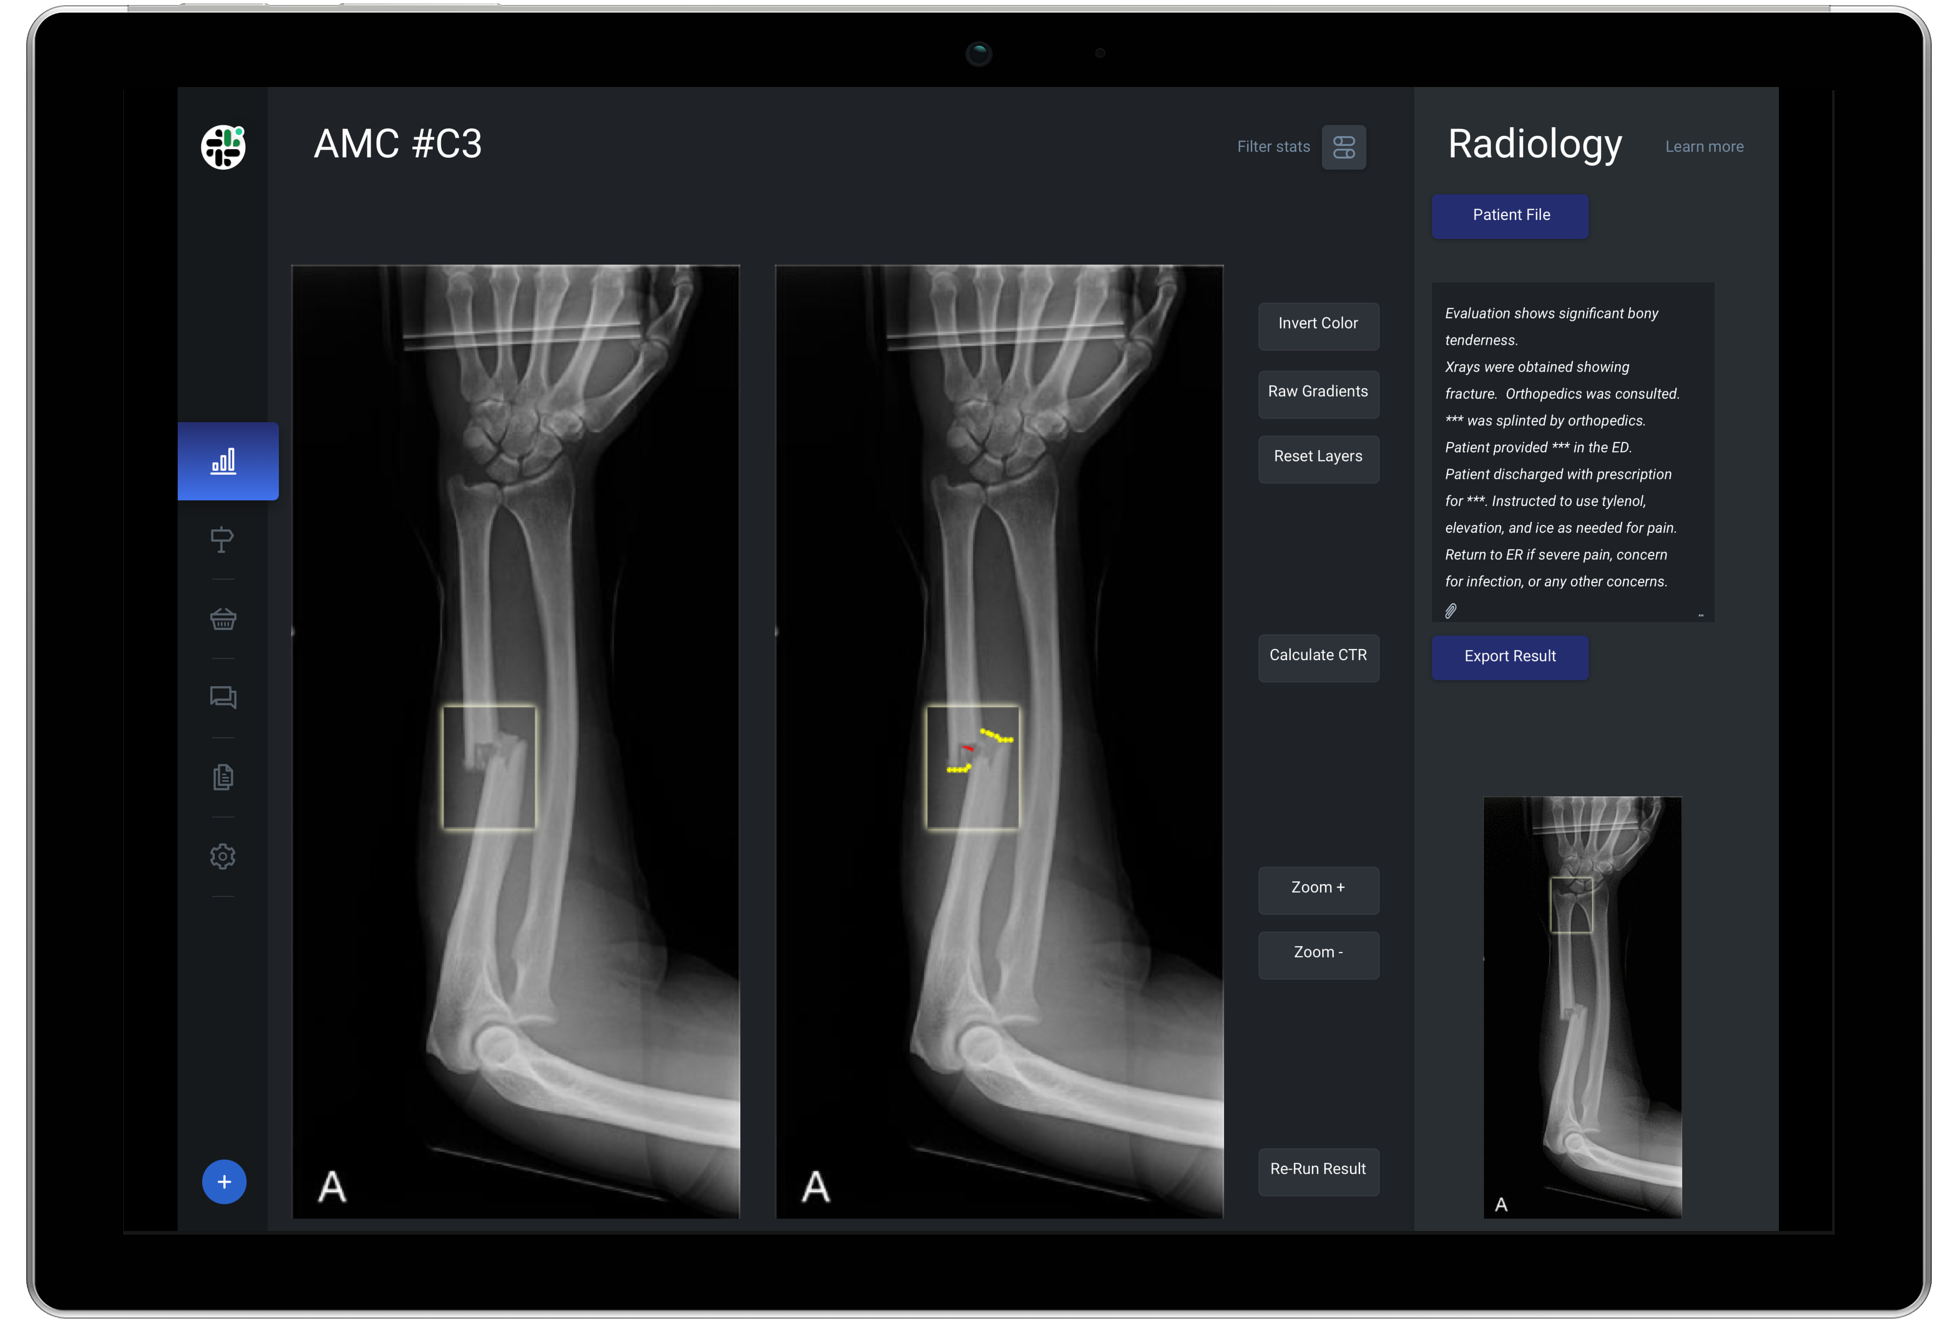 AMC #C3
Filter stats
Radiology
Learn more
Patient File
Invert Color
Raw Gradients
Reset Layers
Calculate CTR
Zoom +
Zoom -
Re-Run Result
Evaluation shows significant bony
tenderness.
Xrays were obtained showing
fracture.  Orthopedics was consulted.
*** was splinted by orthopedics.
Patient provided *** in the ED.
Patient discharged with prescription
for ***. Instructed to use tylenol,
elevation, and ice as needed for pain.
Return to ER if severe pain, concern
for infection, or any other concerns.
Export Result
A
A
A